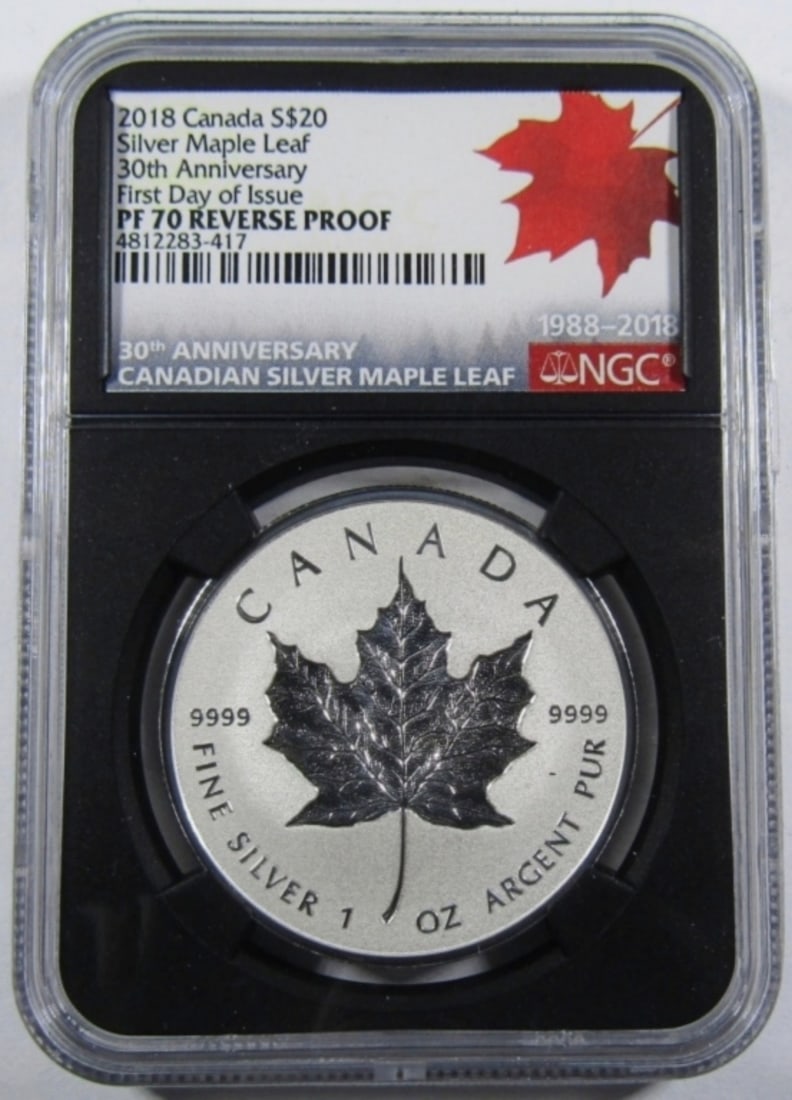 2018 Canada S$20
Silver Maple Leaf
30th Anniversary
First Day of Issue
PF 70 REVERSE PROOF
4812283-417
1988–2018
30th ANNIVERSARY
CANADIAN SILVER MAPLE LEAF
NGC®
CANADA
9999 9999
FINE SILVER 1 OZ ARGENT PUR